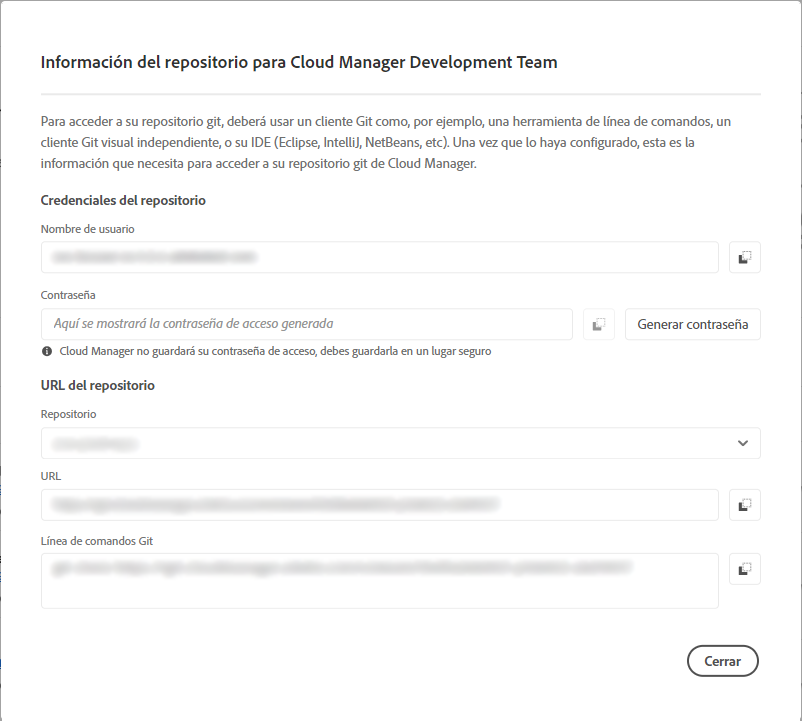 Información del repositorio para Cloud Manager Development Team
Para acceder a su repositorio git, deberá usar un cliente Git como, por ejemplo, una herramienta de línea de comandos, un
cliente Git visual independiente, o su IDE (Eclipse, IntelliJ, NetBeans, etc). Una vez que lo haya configurado, esta es la
información que necesita para acceder a su repositorio git de Cloud Manager.
Credenciales del repositorio
Nombre de usuario
Contraseña
Aquí se mostrará la contraseña de acceso generada
Generar contraseña
Cloud Manager no guardará su contraseña de acceso, debes guardarla en un lugar seguro
URL del repositorio
Repositorio
URL
Línea de comandos Git
Cerrar